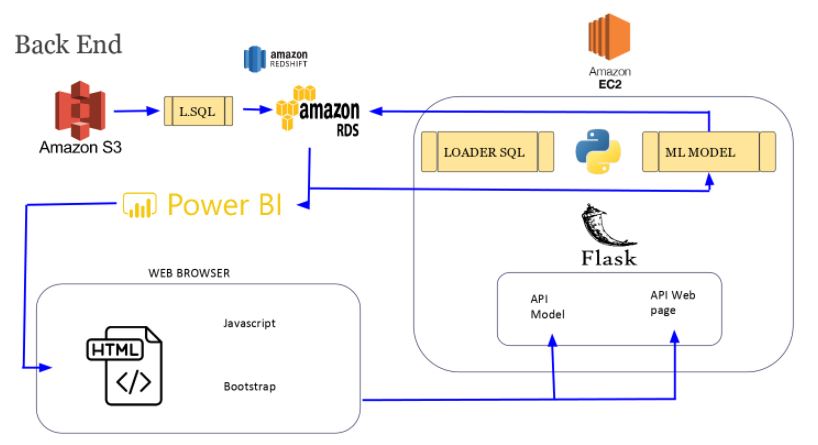 Back End
amazon
REDSHIFT
Amazon
EC2
Amazon S3
L.SQL
amazon
RDS
LOADER SQL
ML MODEL
Power BI
Flask
WEB BROWSER
Javascript
HTML
</>
Bootstrap
API
Model
API Web
page